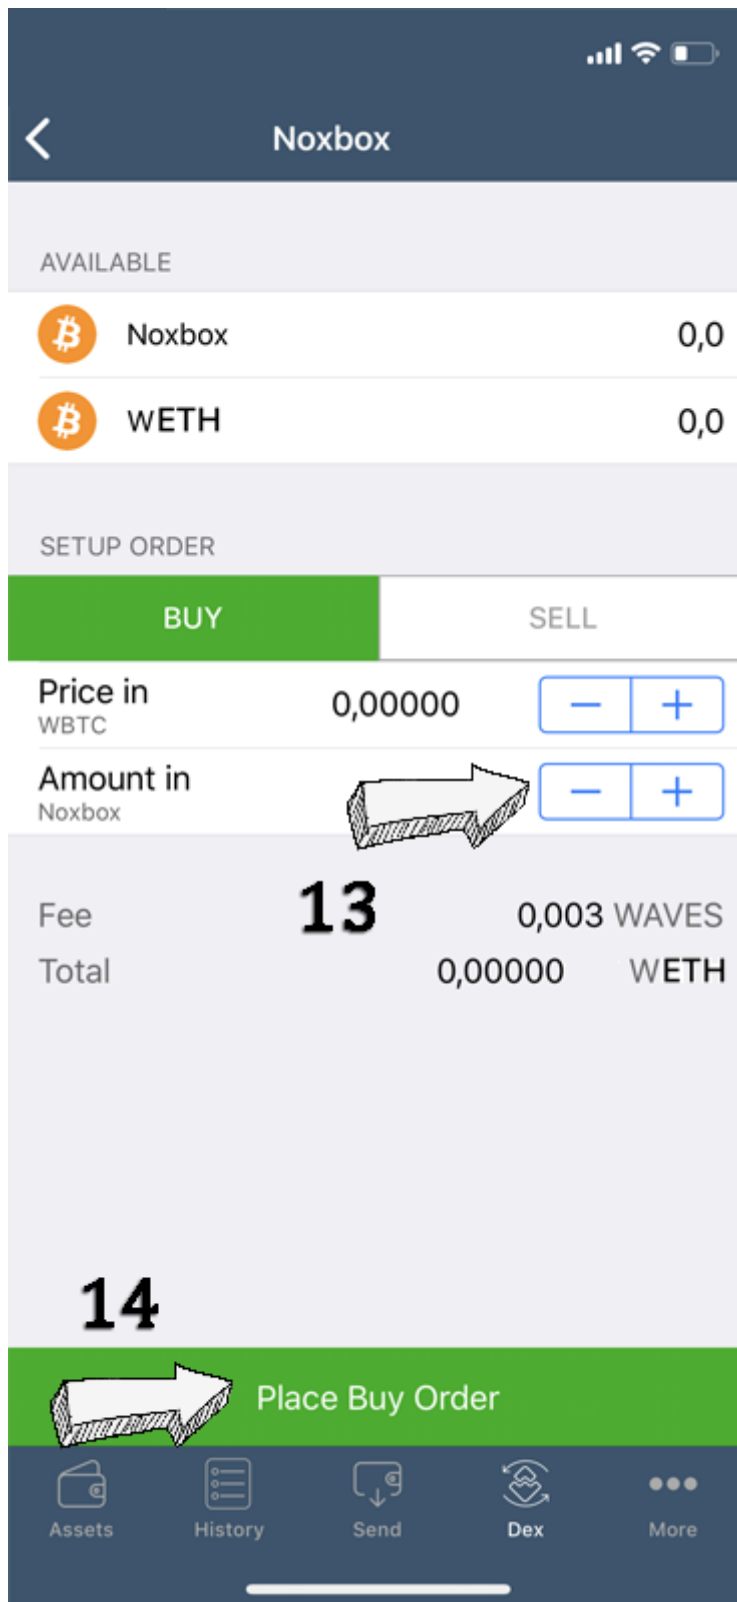 Noxbox
AVAILABLE
Noxbox 0,0
WETH 0,0
SETUP ORDER
BUY SELL
Price in 0,00000 − +
WBTC
Amount in − +
Noxbox
13
Fee 0,003 WAVES
Total 0,00000 WETH
14
Place Buy Order
Assets History Send Dex More